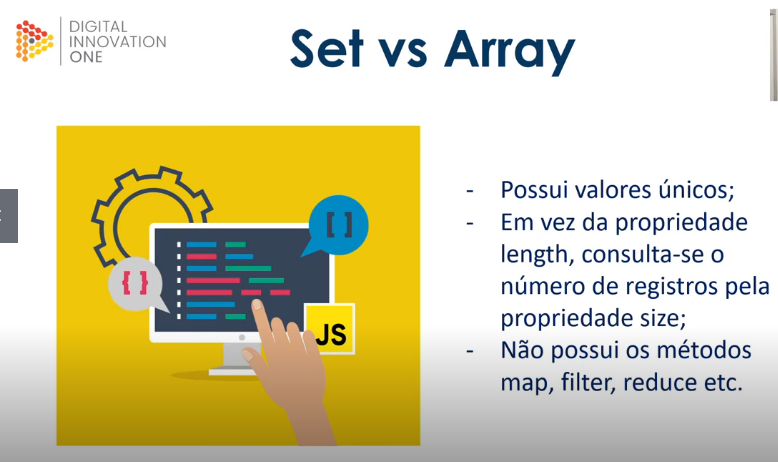 DIGITAL
INNOVATION
ONE
Set vs Array
[ ]
{ }
JS
- Possui valores únicos;
- Em vez da propriedade
length, consulta-se o
número de registros pela
propriedade size;
- Não possui os métodos
map, filter, reduce etc.